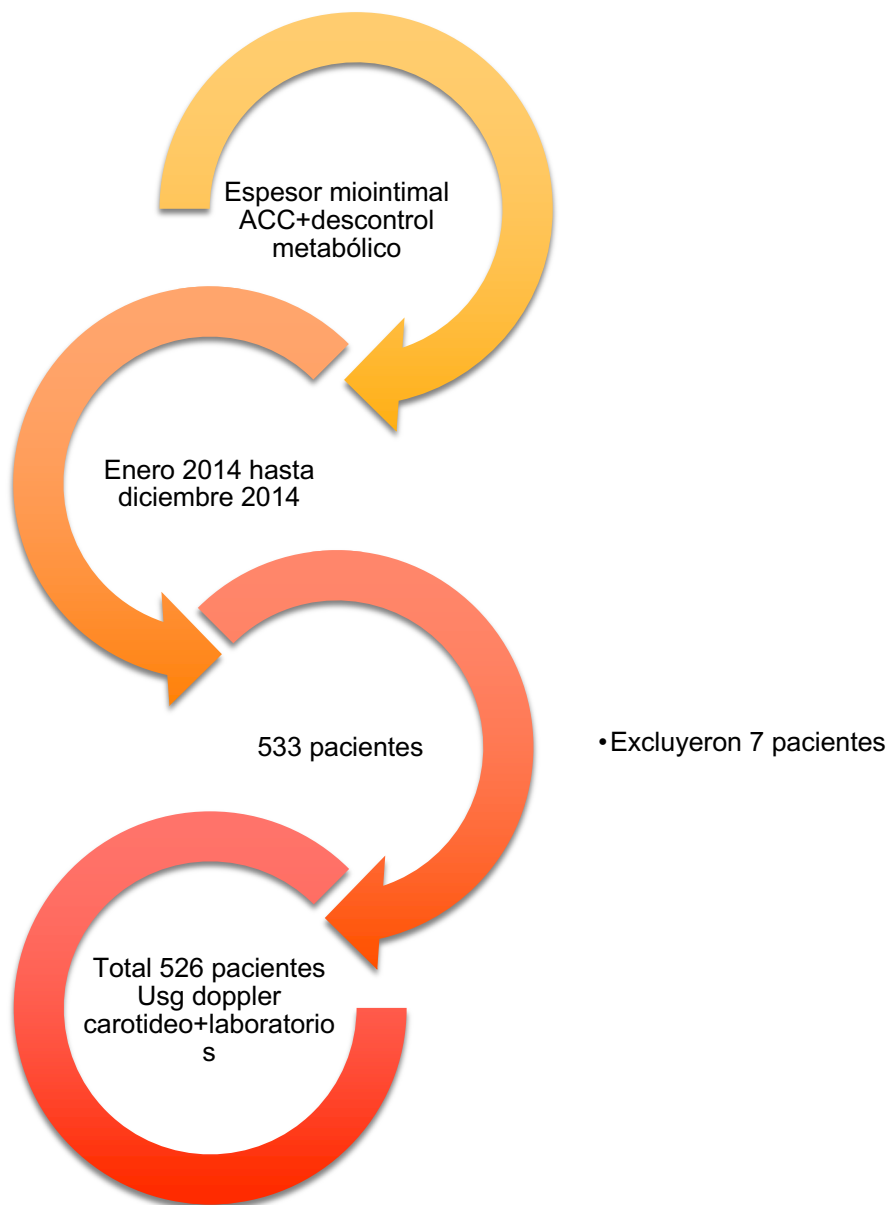 Espesor miointimal
ACC+descontrol
metabólico
Enero 2014 hasta
diciembre 2014
533 pacientes
•Excluyeron 7 pacientes
Total 526 pacientes
Usg doppler
carotideo+laboratorio
s